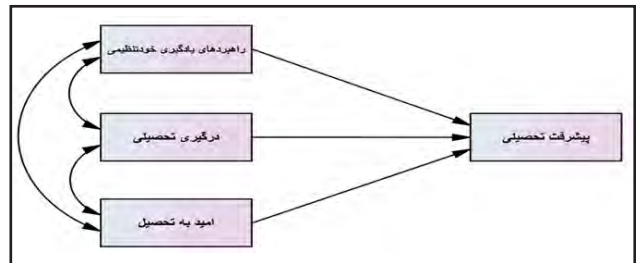 راهبردهای یادگیری خودتنظیمی
درگیری تحصیلی
پیشرفت تحصیلی
امید به تحصیل